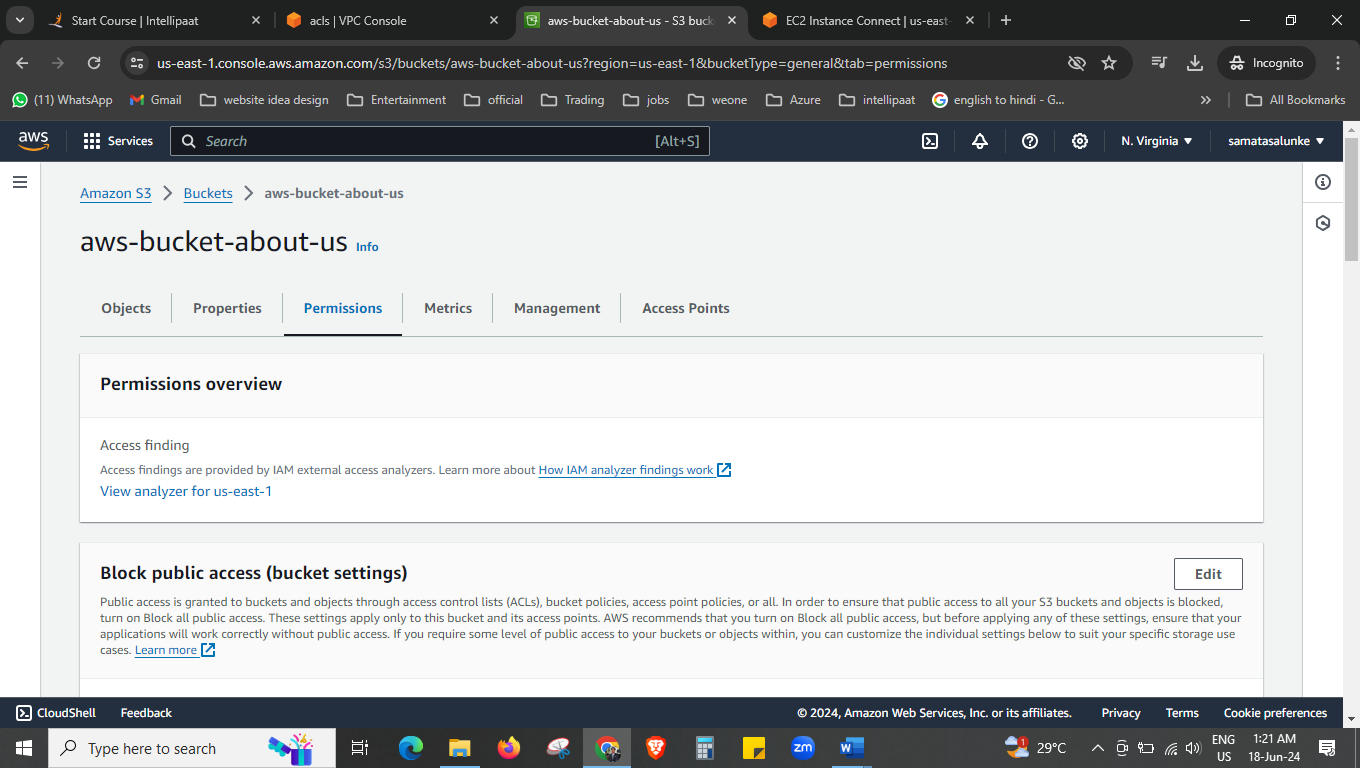 Start Course | Intellipaat
acls | VPC Console
aws-bucket-about-us - S3 buck
EC2 Instance Connect | us-east-
us-east-1.console.aws.amazon.com/s3/buckets/aws-bucket-about-us?region=us-east-1&bucketType=general&tab=permissions
Incognito
(11) WhatsApp
Gmail
website idea design
Entertainment
official
Trading
jobs
weone
Azure
intellipaat
english to hindi - G...
All Bookmarks
aws
Services
Search
[Alt+S]
N. Virginia
samatasalunke
Amazon S3
Buckets
aws-bucket-about-us
aws-bucket-about-us Info
Objects
Properties
Permissions
Metrics
Management
Access Points
Permissions overview
Access finding
Access findings are provided by IAM external access analyzers. Learn more about How IAM analyzer findings work
View analyzer for us-east-1
Block public access (bucket settings)
Edit
Public access is granted to buckets and objects through access control lists (ACLs), bucket policies, access point policies, or all. In order to ensure that public access to all your S3 buckets and objects is blocked,
turn on Block all public access. These settings apply only to this bucket and its access points. AWS recommends that you turn on Block all public access, but before applying any of these settings, ensure that your
applications will work correctly without public access. If you require some level of public access to your buckets or objects within, you can customize the individual settings below to suit your specific storage use
cases. Learn more
CloudShell
Feedback
© 2024, Amazon Web Services, Inc. or its affiliates.
Privacy
Terms
Cookie preferences
Type here to search
zm
1
29°C
ENG
US
1:21 AM
18-Jun-24